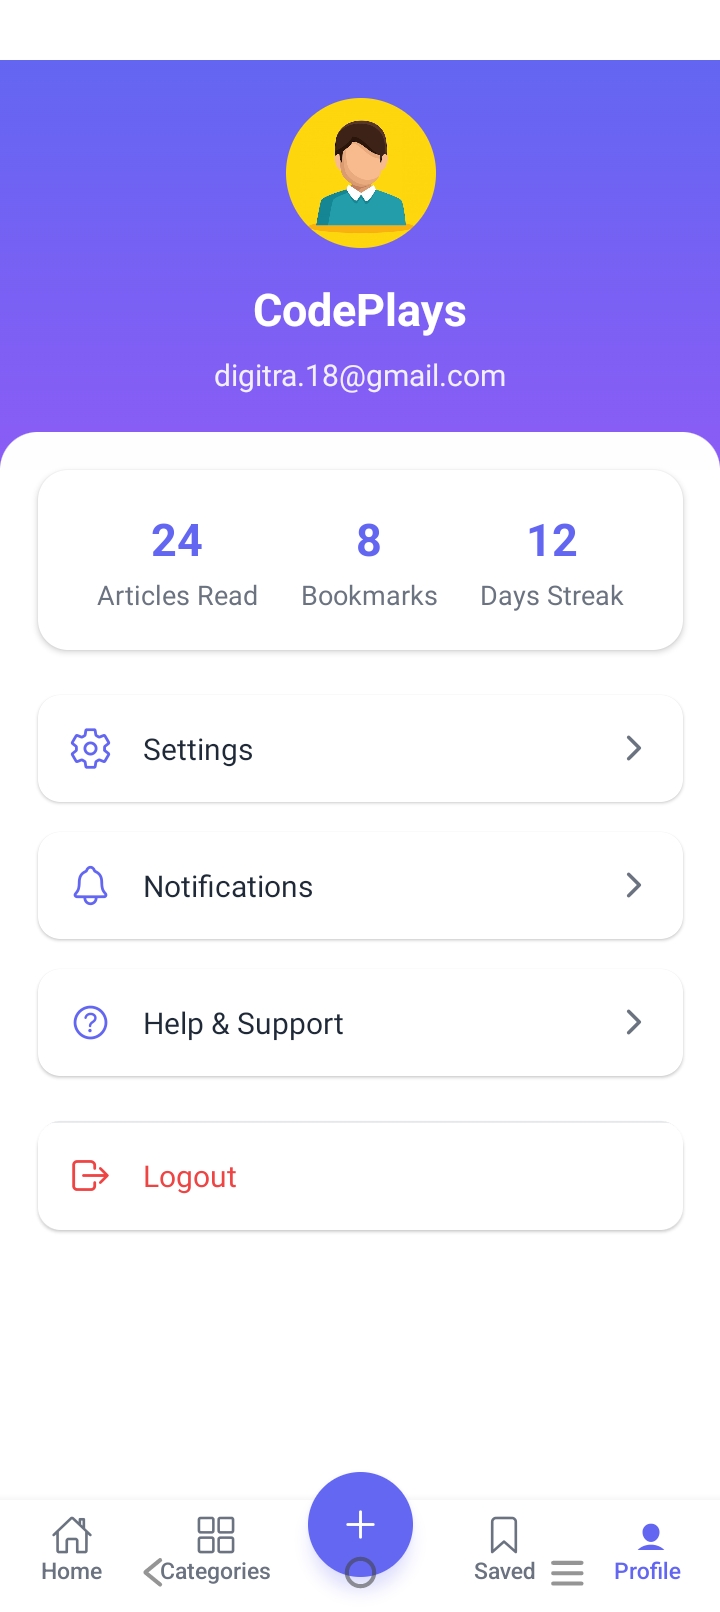 CodePlays
digitra.18@gmail.com
24 8 12
Articles Read Bookmarks Days Streak
Settings
Notifications
Help & Support
Logout
Home Categories Saved Profile